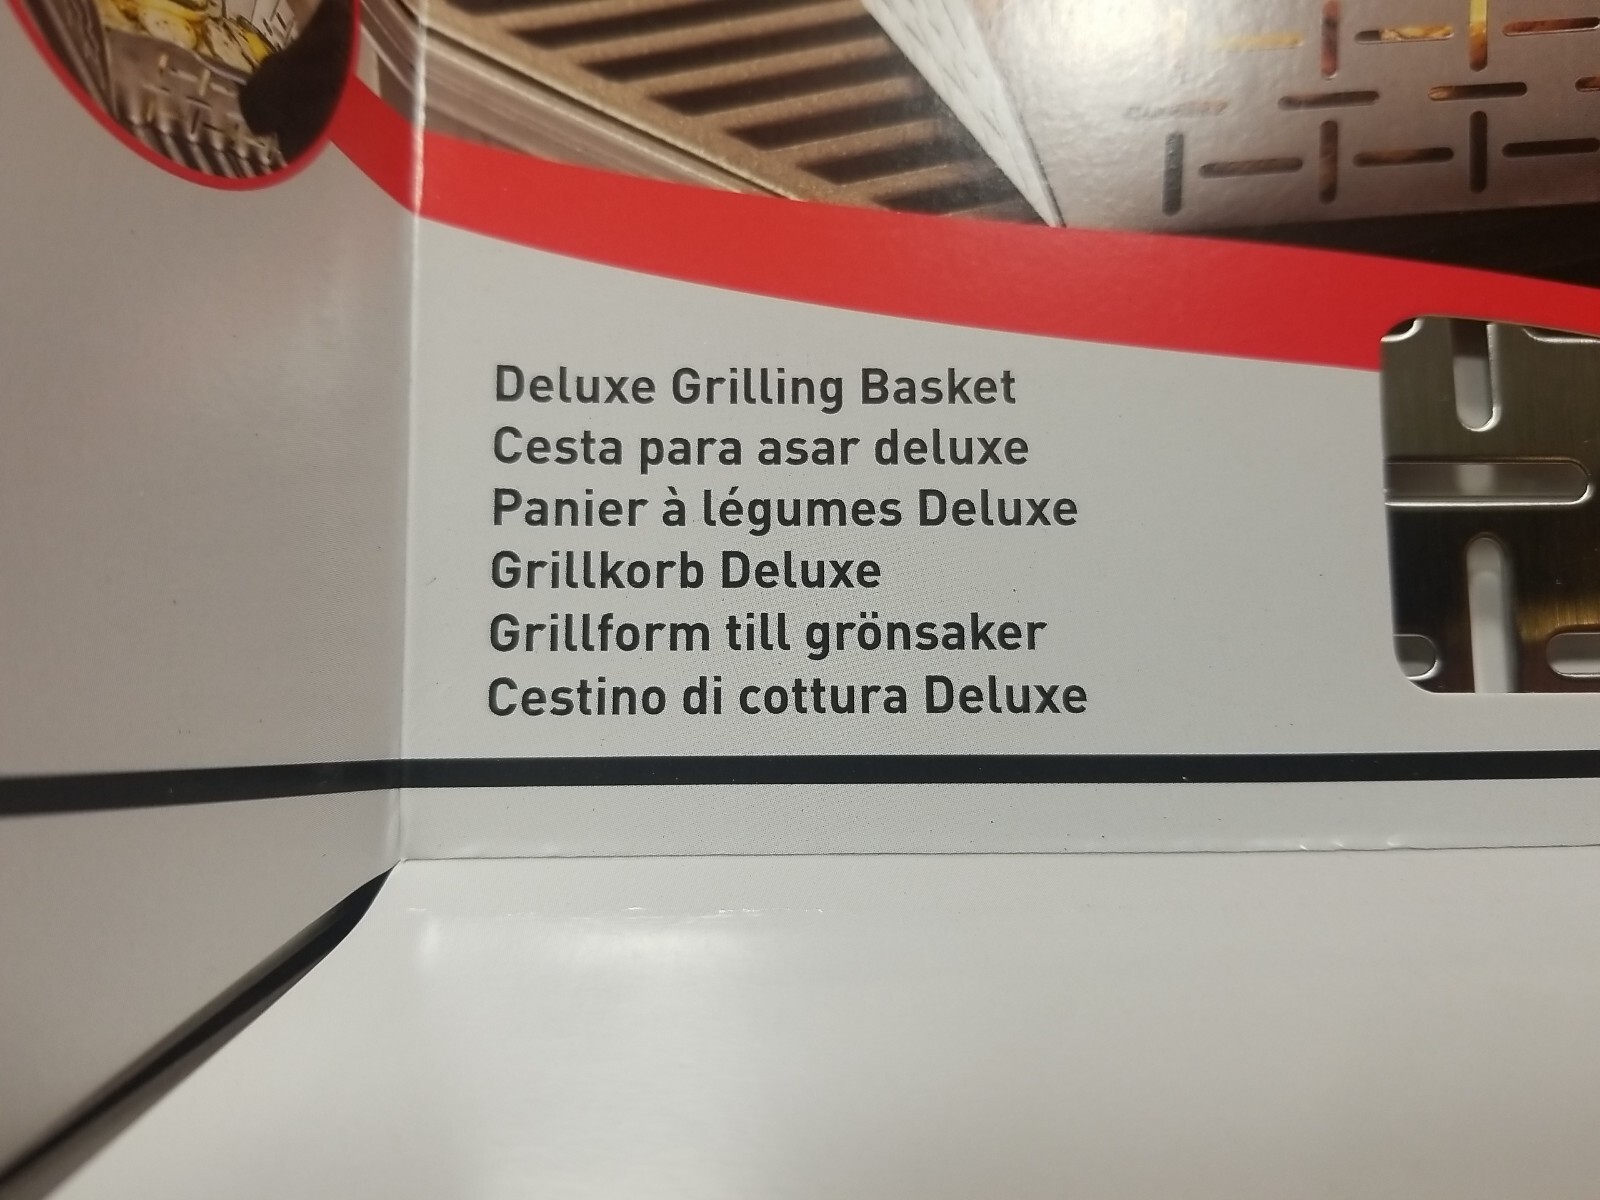 Deluxe Grilling Basket
Cesta para asar deluxe
Panier à légumes Deluxe
Grillkorb Deluxe
Grillform till grönsaker
Cestino di cottura Deluxe